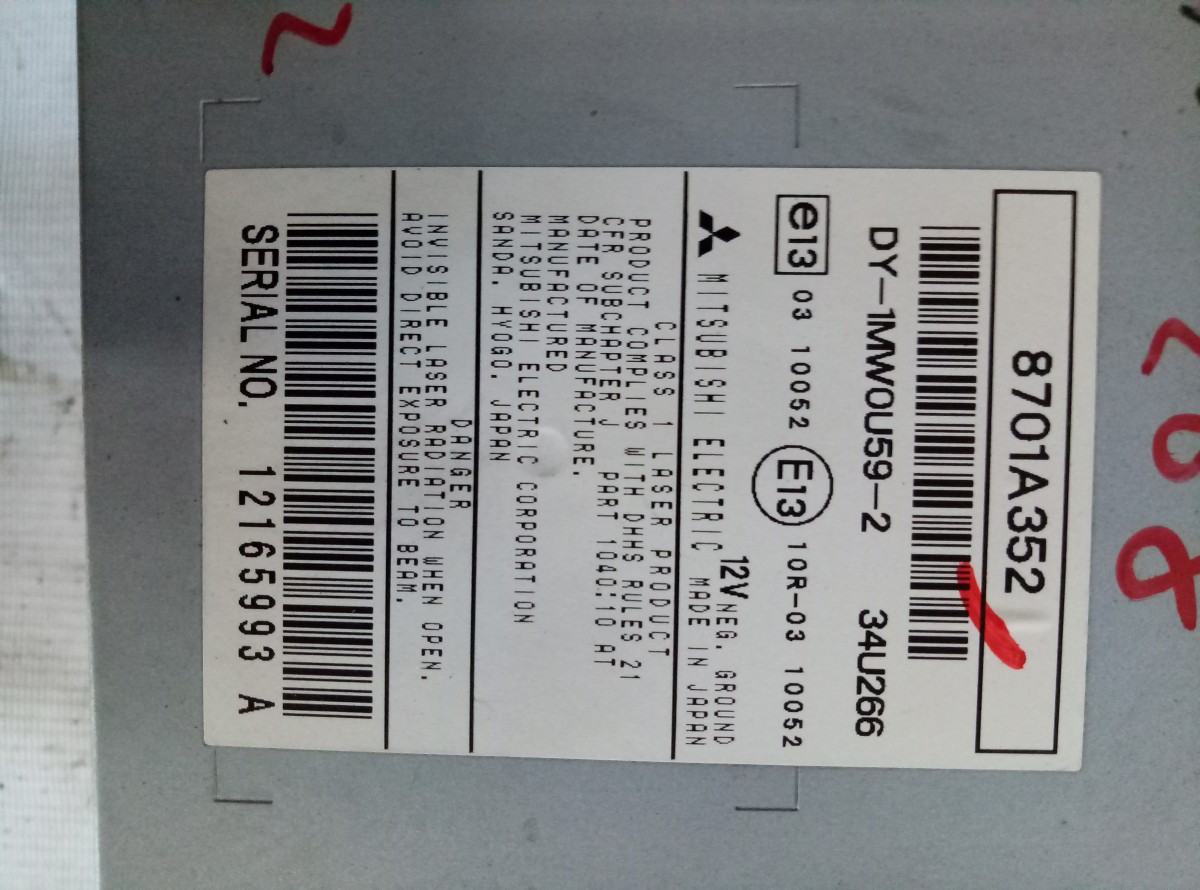 8701A352
DY-1MW0U59-2 34U266
e13 03 10052 E13 10R-03 10052
12V NEG. GROUND
MITSUBISHI ELECTRIC MADE IN JAPAN
CLASS 1 LASER PRODUCT
PRODUCT COMPLIES WITH DHHS RULES 21
CFR SUBCHAPTER J PART 1040:10 AT
DATE OF MANUFACTURE.
MANUFACTURED
MITSUBISHI ELECTRIC CORPORATION
SANDA, HYOGO, JAPAN
DANGER
INVISIBLE LASER RADIATION WHEN OPEN.
AVOID DIRECT EXPOSURE TO BEAM.
SERIAL NO. 12165993 A